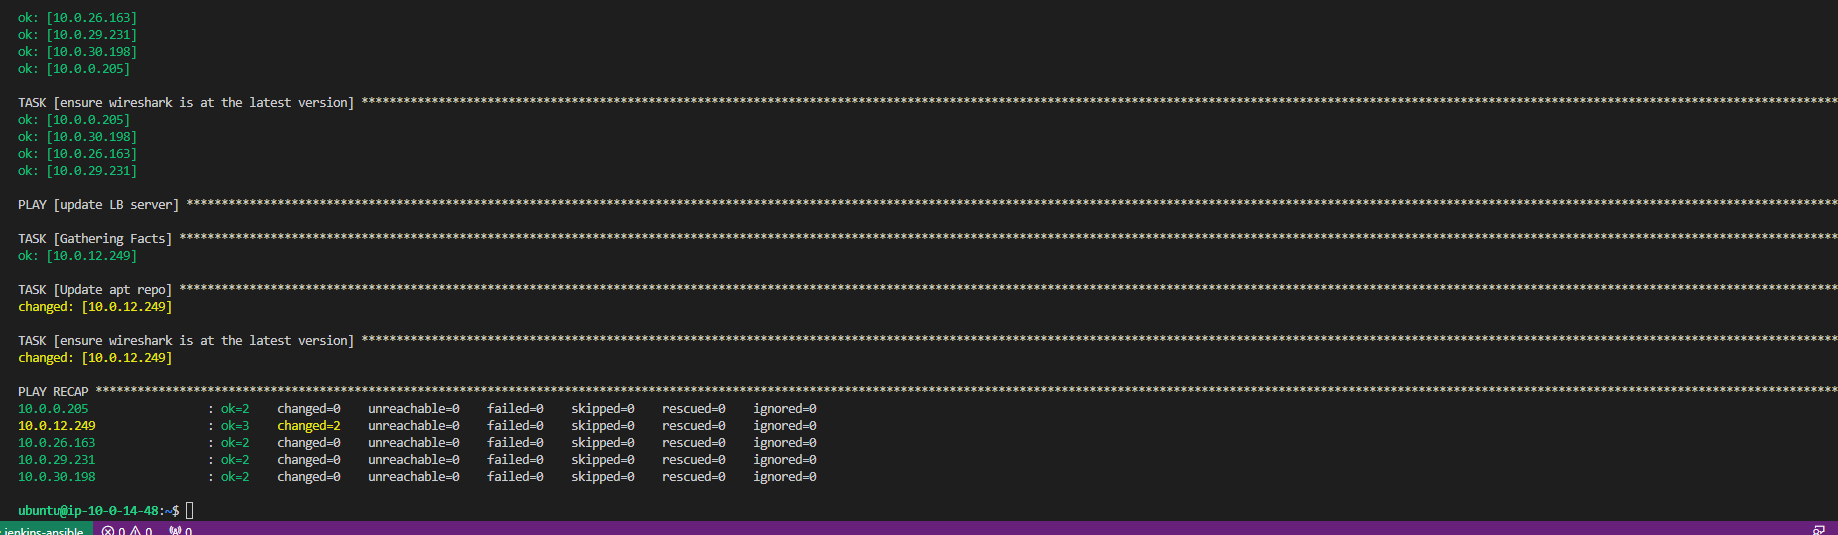 ok: [10.0.26.163]
ok: [10.0.29.231]
ok: [10.0.30.198]
ok: [10.0.0.205]
TASK [ensure wireshark is at the latest version] ****************************************************************************************************************************************************************************************************************
ok: [10.0.0.205]
ok: [10.0.30.198]
ok: [10.0.26.163]
ok: [10.0.29.231]
PLAY [update LB server] *****************************************************************************************************************************************************************************************************************************************
TASK [Gathering Facts] ******************************************************************************************************************************************************************************************************************************************
ok: [10.0.12.249]
TASK [Update apt repo] ******************************************************************************************************************************************************************************************************************************************
changed: [10.0.12.249]
TASK [ensure wireshark is at the latest version] ****************************************************************************************************************************************************************************************************************
changed: [10.0.12.249]
PLAY RECAP ******************************************************************************************************************************************************************************************************************************************************
10.0.0.205                 : ok=2    changed=0    unreachable=0    failed=0    skipped=0    rescued=0    ignored=0
10.0.12.249                : ok=3    changed=2    unreachable=0    failed=0    skipped=0    rescued=0    ignored=0
10.0.26.163                : ok=2    changed=0    unreachable=0    failed=0    skipped=0    rescued=0    ignored=0
10.0.29.231                : ok=2    changed=0    unreachable=0    failed=0    skipped=0    rescued=0    ignored=0
10.0.30.198                : ok=2    changed=0    unreachable=0    failed=0    skipped=0    rescued=0    ignored=0
ubuntu@ip-10-0-14-48:~$
jenkins-ansible 0 0 0